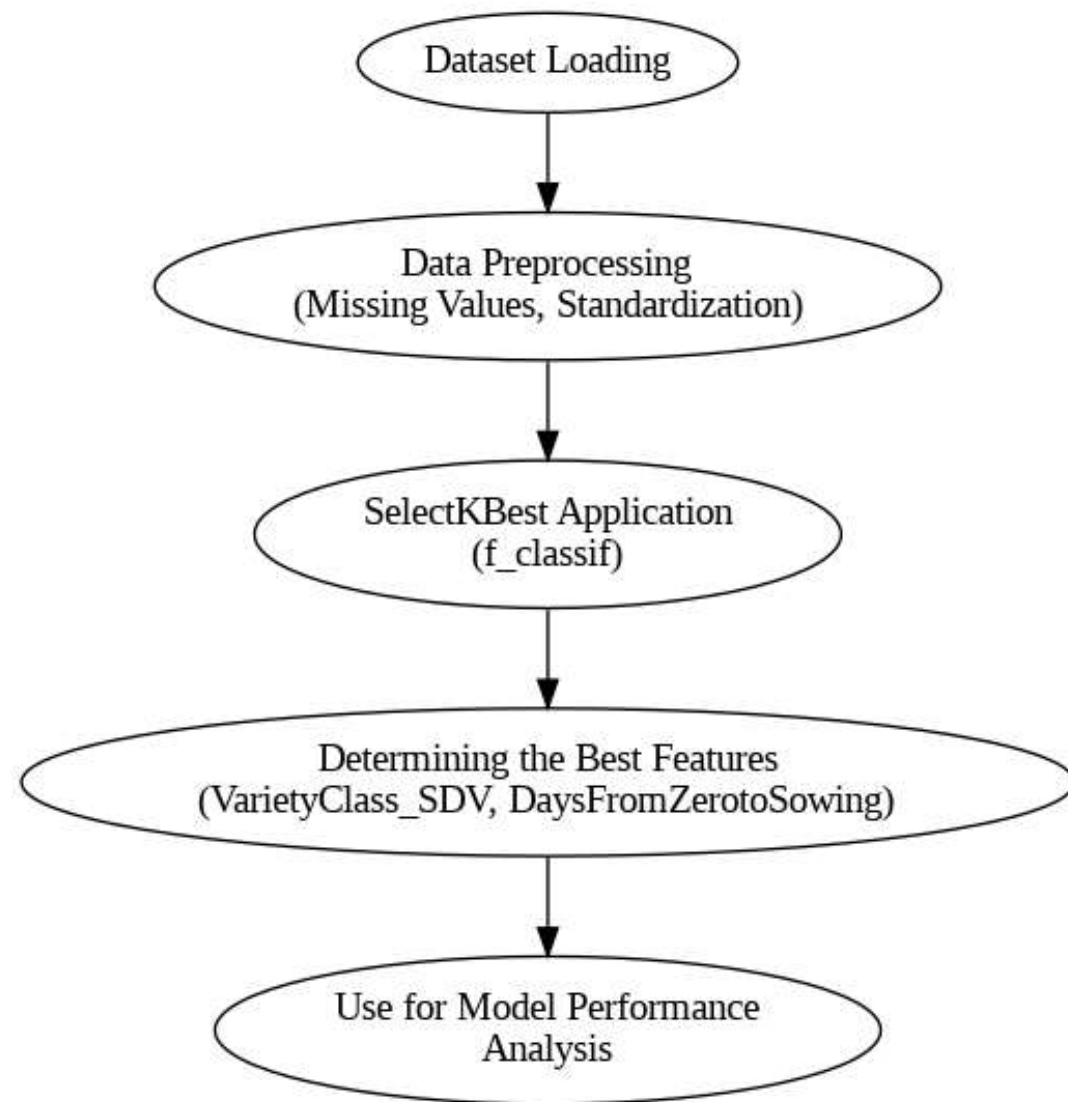 Dataset Loading
Data Preprocessing
(Missing Values, Standardization)
SelectKBest Application
(f_classif)
Determining the Best Features
(VarietyClass_SDV, DaysFromZerotoSowing)
Use for Model Performance
Analysis